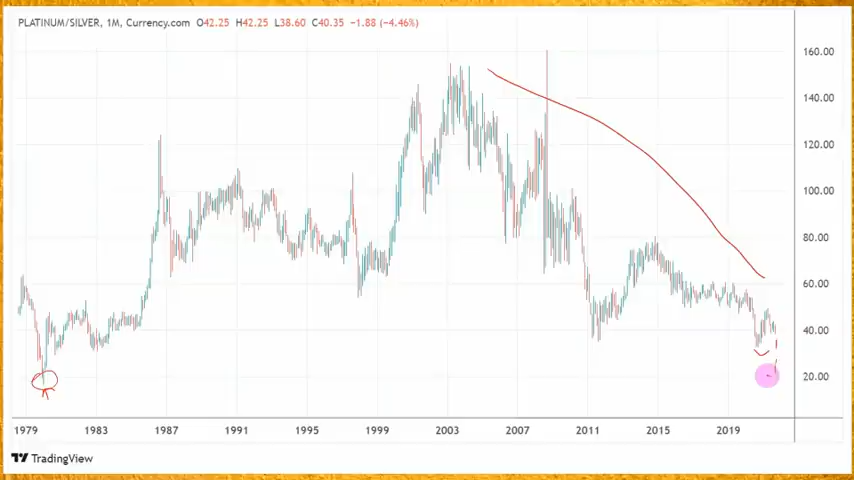 PLATINUM/SILVER, 1M, Currency.com O42.25 H42.25 L38.60 C40.35 −1.88 (−4.46%)
160.00
140.00
120.00
100.00
80.00
60.00
40.00
20.00
1979 1983 1987 1991 1995 1999 2003 2007 2011 2015 2019
TradingView